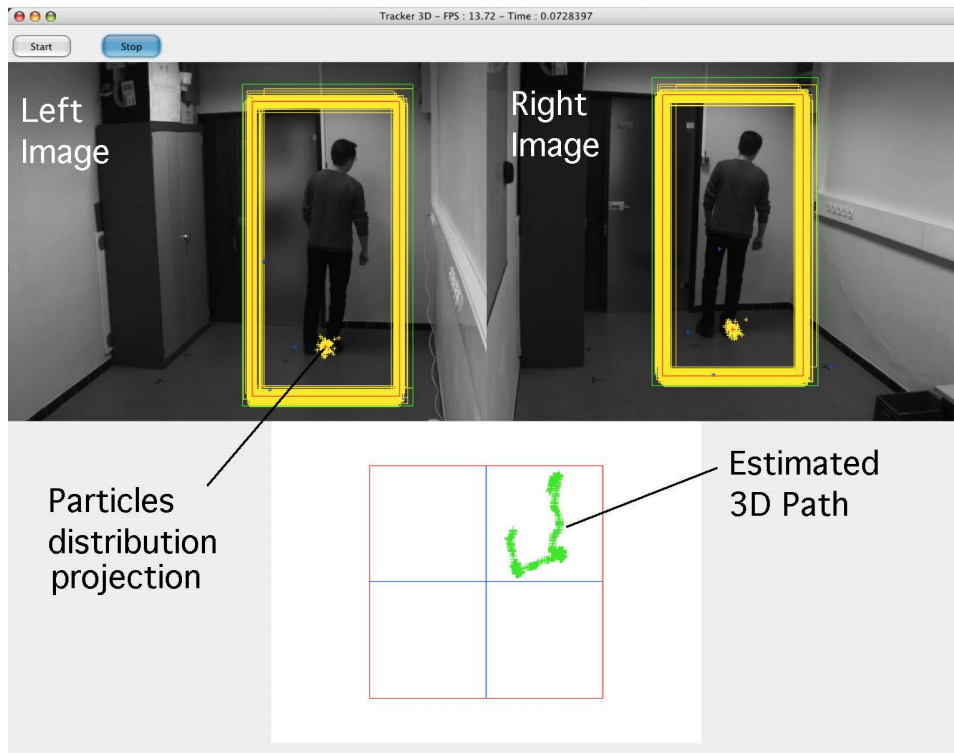 Tracker 3D - FPS : 13.72 - Time : 0.0728397
Start
Stop
Left
Image
Right
Image
Particles
distribution
projection
Estimated
3D Path